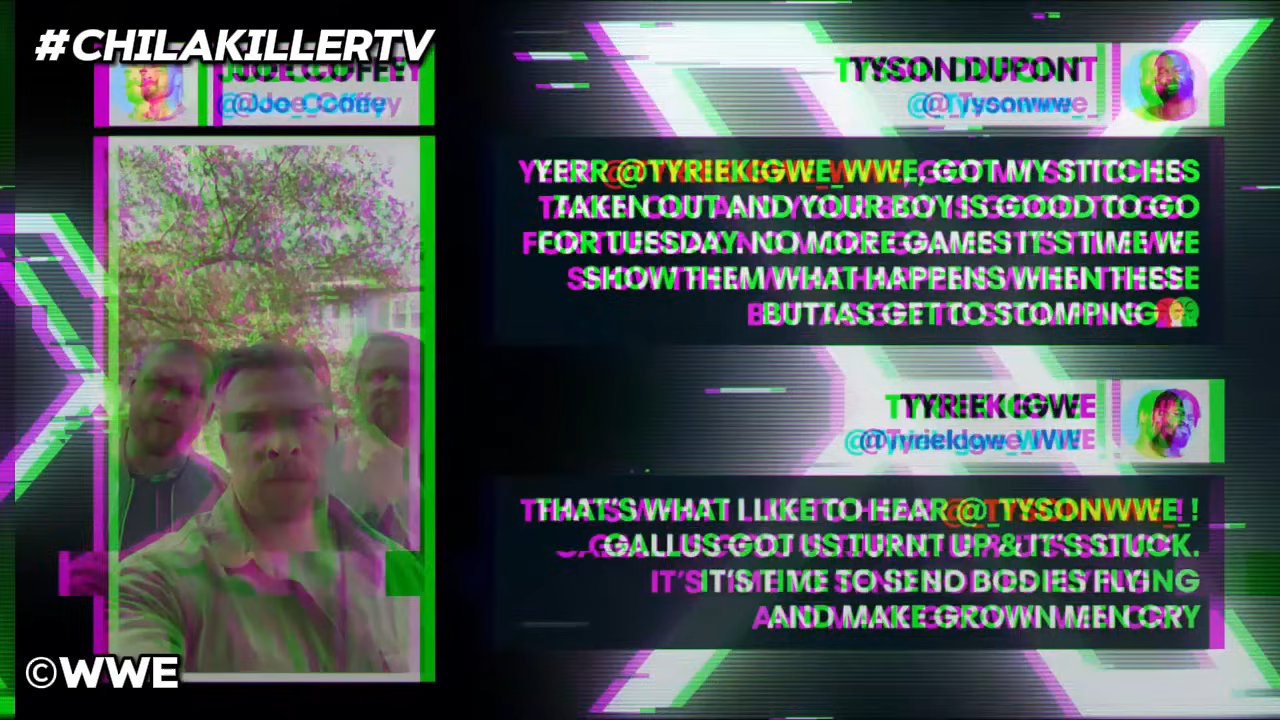 #CHILAKILLERTV
JOE COFFEY
@Joe_Coffey
TYSON DUPONT
@_Tysonwwe_
YERR @TYRIEKIGWE_WWE, GOT MY STITCHES
TAKEN OUT AND YOUR BOY IS GOOD TO GO
FOR TUESDAY. NO MORE GAMES IT'S TIME WE
SHOW THEM WHAT HAPPENS WHEN THESE
BUTTAS GET TO STOMPING
TYRIEK IGWE
@TyriekIgwe_WWE
THAT'S WHAT I LIKE TO HEAR @_TYSONWWE_!
GALLUS GOT US TURNT UP & IT'S STUCK.
IT'S TIME TO SEND BODIES FLYING
AND MAKE GROWN MEN CRY
©WWE